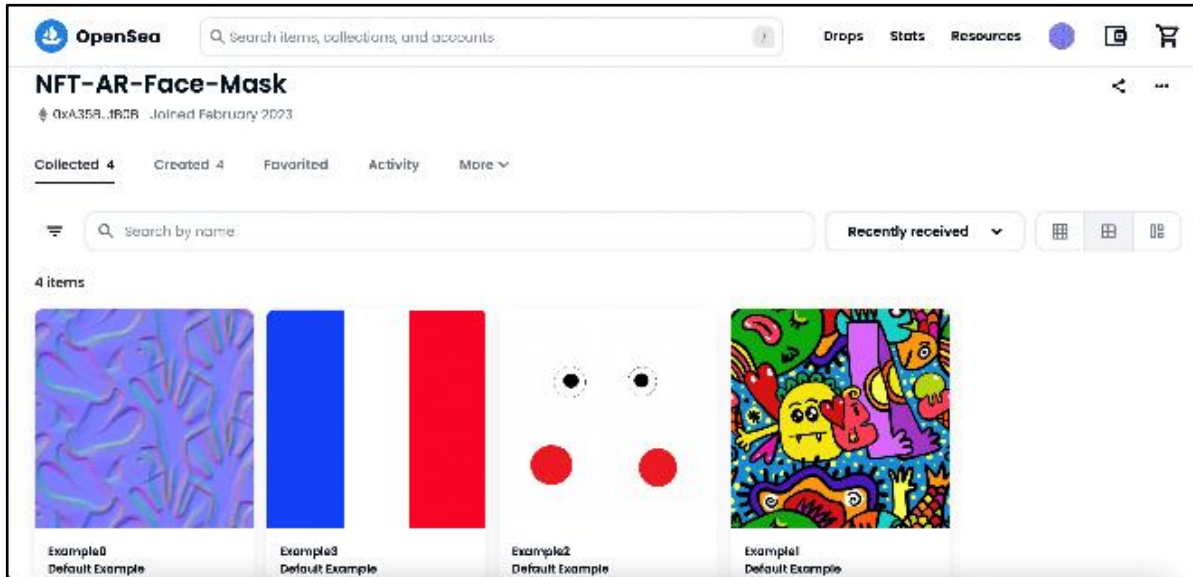 OpenSea Search items, collections, and accounts / Drops Stats Resources
NFT-AR-Face-Mask
Joined February 2023
Collected 4 Created 4 Favorited Activity More
Search by name Recently received
4 items
Example0 Example3 Example2 Example1
Default Example Default Example Default Example Default Example